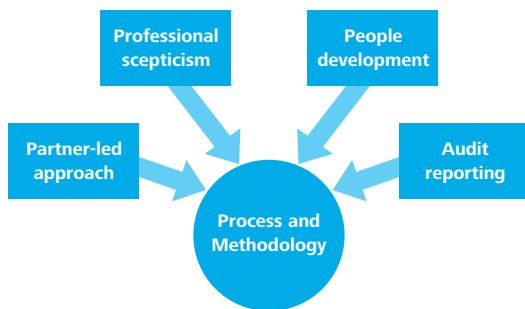 Professional
scepticism
People
development
Partner-led
approach
Audit
reporting
Process and
Methodology